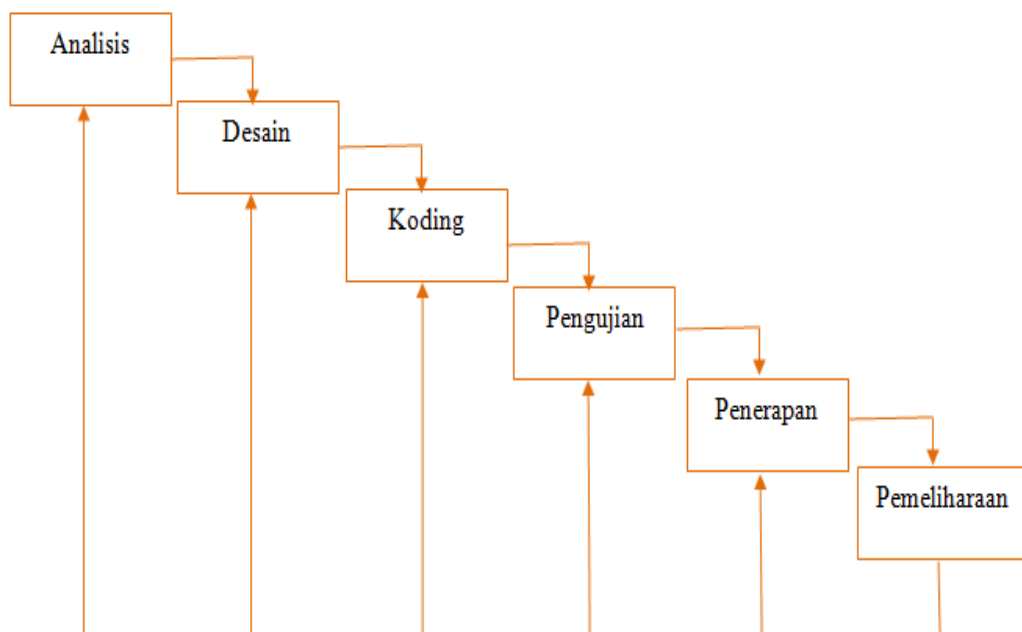 Analisis
Desain
Koding
Pengujian
Penerapan
Pemeliharaan